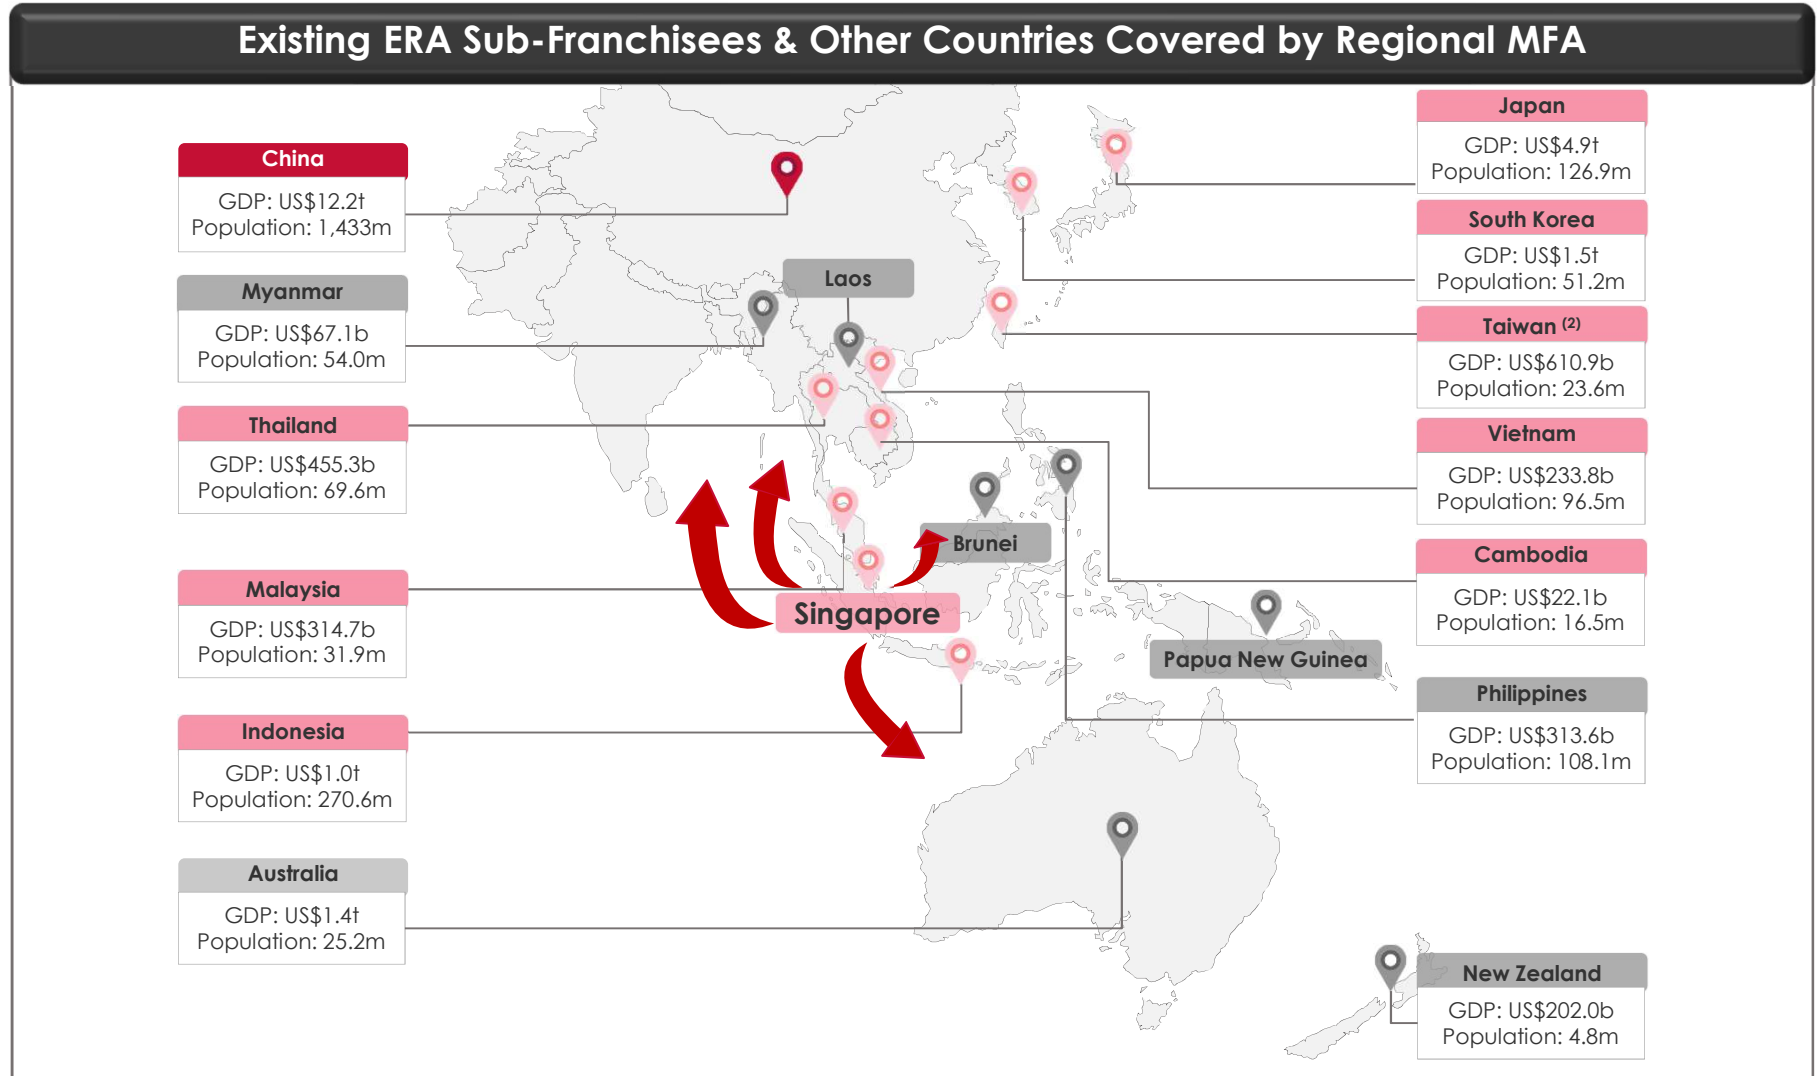 Existing ERA Sub-Franchisees & Other Countries Covered by Regional MFA
China
GDP: US$12.2t
Population: 1,433m
Myanmar
GDP: US$67.1b
Population: 54.0m
Thailand
GDP: US$455.3b
Population: 69.6m
Malaysia
GDP: US$314.7b
Population: 31.9m
Indonesia
GDP: US$1.0t
Population: 270.6m
Australia
GDP: US$1.4t
Population: 25.2m
Laos
Brunei
Singapore
Papua New Guinea
Japan
GDP: US$4.9t
Population: 126.9m
South Korea
GDP: US$1.5t
Population: 51.2m
Taiwan (2)
GDP: US$610.9b
Population: 23.6m
Vietnam
GDP: US$233.8b
Population: 96.5m
Cambodia
GDP: US$22.1b
Population: 16.5m
Philippines
GDP: US$313.6b
Population: 108.1m
New Zealand
GDP: US$202.0b
Population: 4.8m